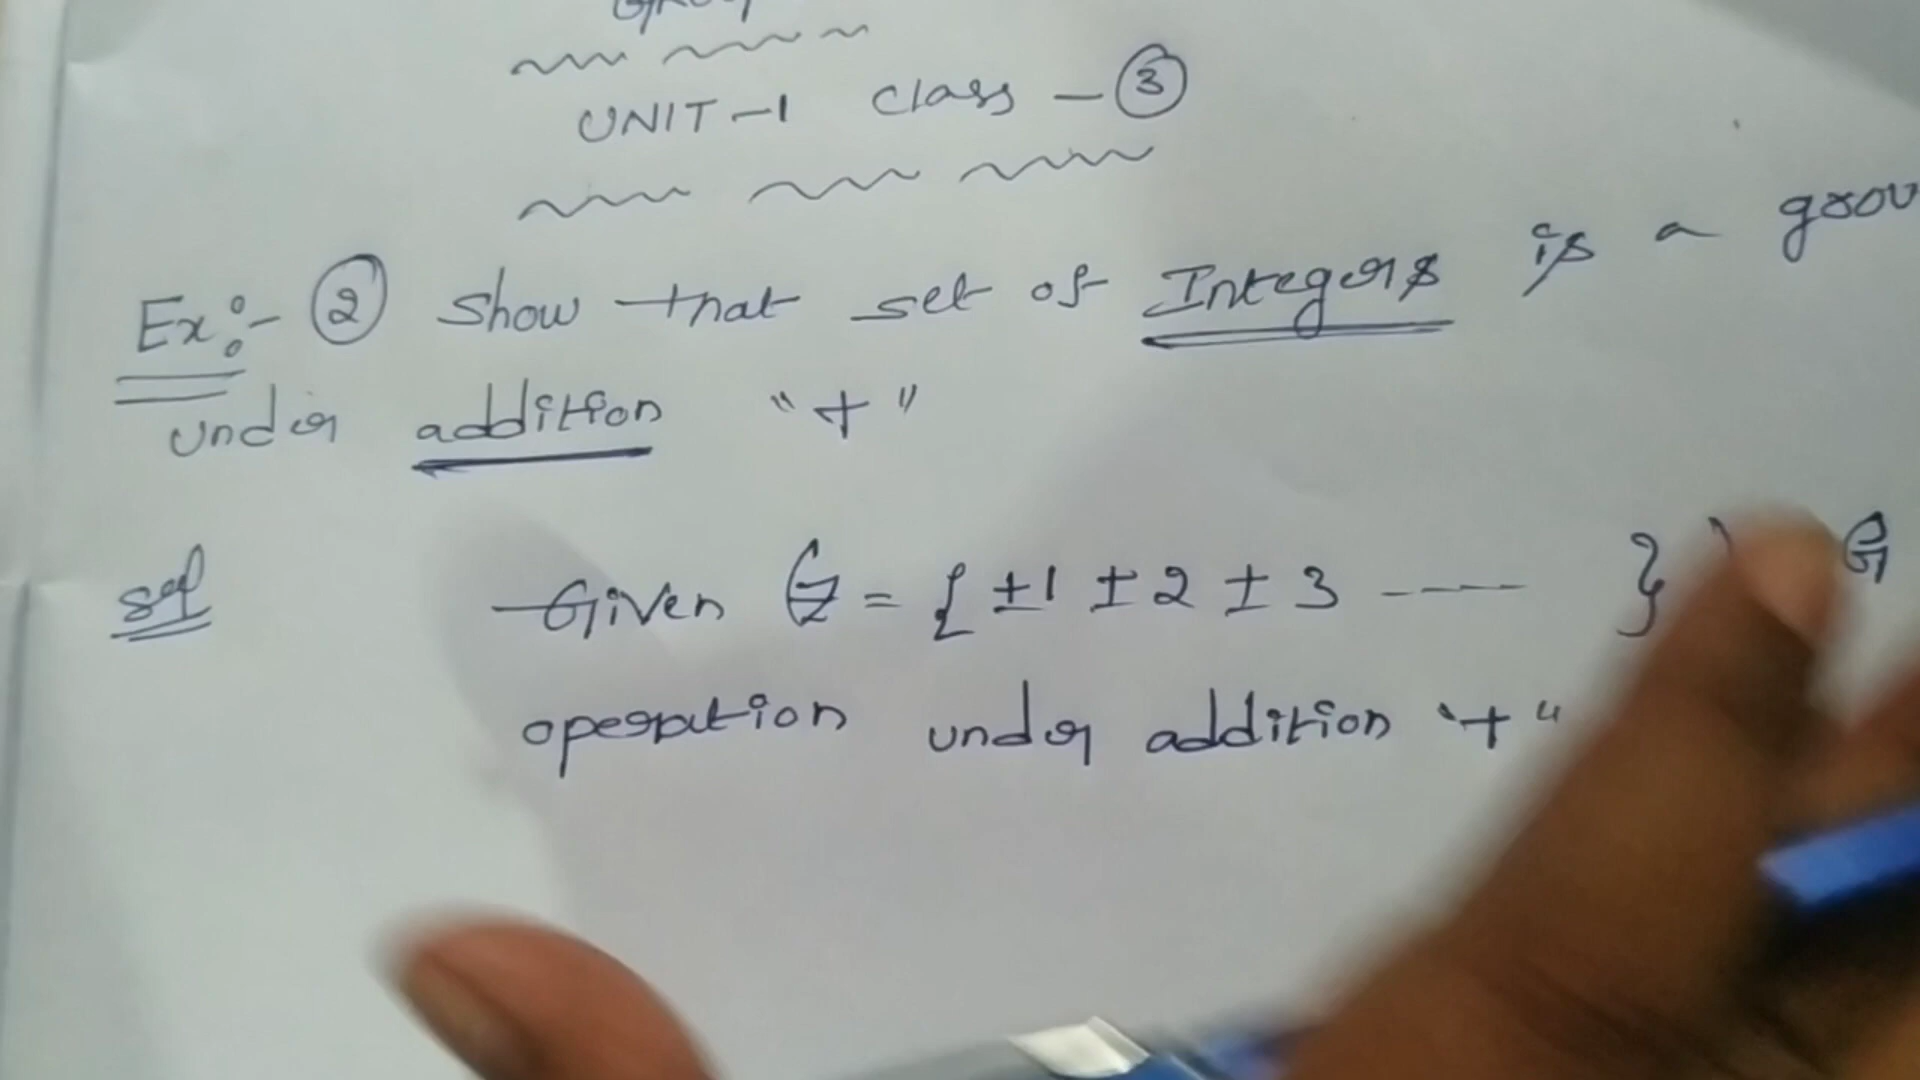 UNIT-1 class - ③
Ex:- ② show that set of Integers is a grou
under addition "+"
sol Given G = { ±1 ±2 ±3 ---- } G
operation under addition "+"